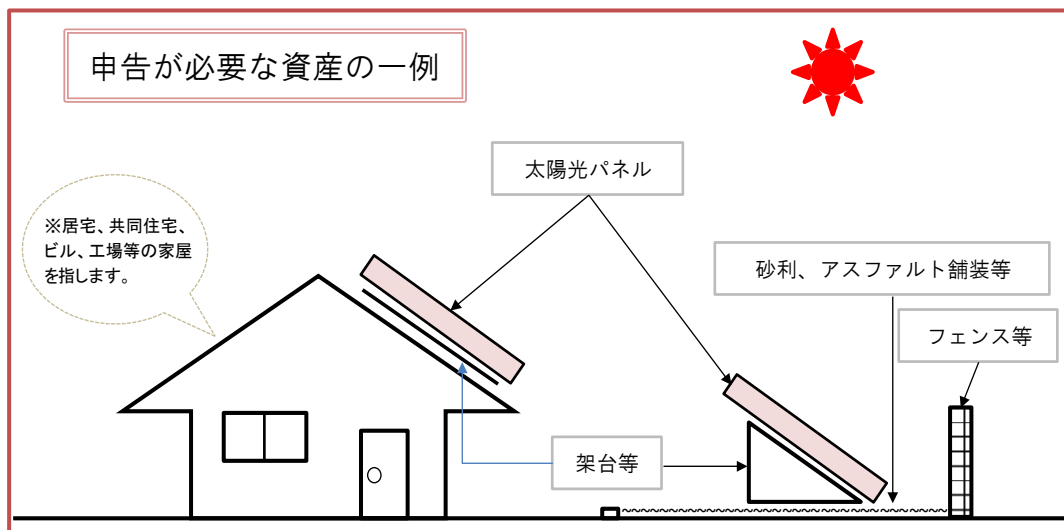 申告が必要な資産の一例
太陽光パネル
※居宅、共同住宅、
ビル、工場等の家屋
を指します。
砂利、アスファルト舗装等
フェンス等
架台等